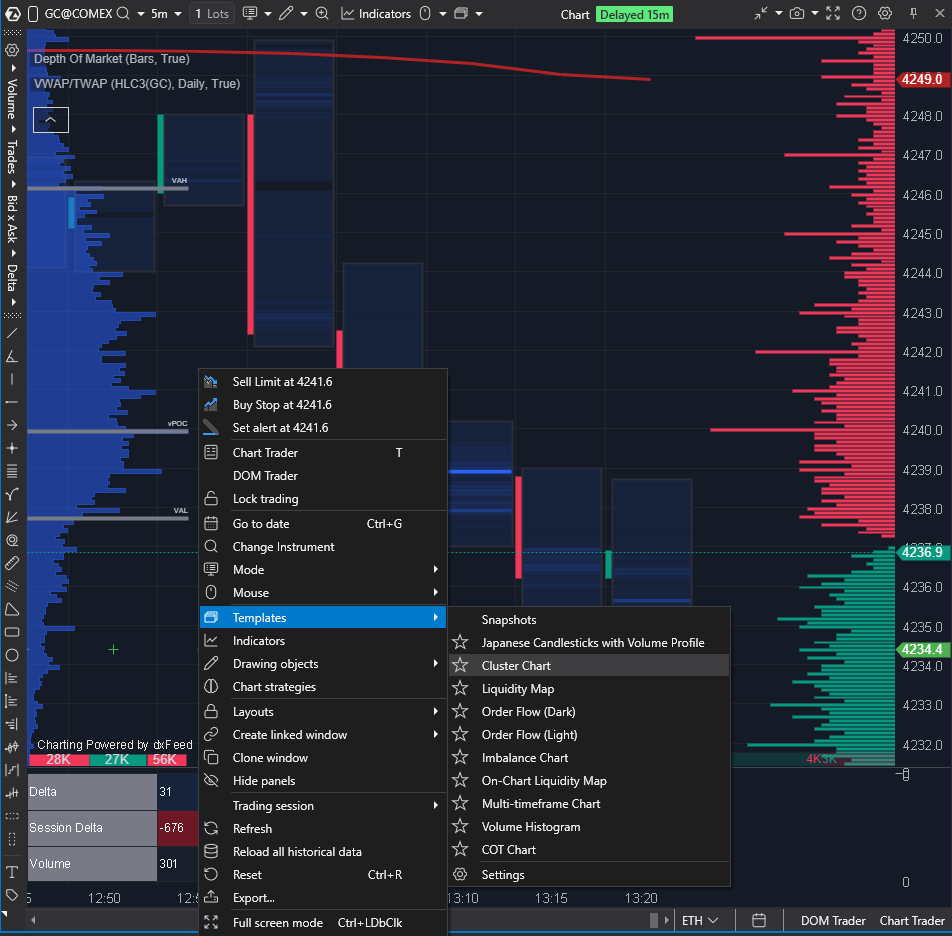 GC@COMEX 5m 1 Lots Indicators Chart Delayed 15m
Depth Of Market (Bars, True)
VWAP/TWAP (HLC3(GC), Daily, True)
Volume
Trades
Bid x Ask
Delta
VAH
vPOC
VAL
4250.0
4249.0
4248.0
4247.0
4246.0
4245.0
4244.0
4243.0
4242.0
4241.0
4240.0
4239.0
4238.0
4236.9
4236.0
4235.0
4234.4
4234.0
4233.0
4232.0
0
Sell Limit at 4241.6
Buy Stop at 4241.6
Set alert at 4241.6
Chart Trader T
DOM Trader
Lock trading
Go to date Ctrl+G
Change Instrument
Mode
Mouse
Templates
Indicators
Drawing objects
Chart strategies
Layouts
Create linked window
Clone window
Hide panels
Trading session
Refresh
Reload all historical data
Reset Ctrl+R
Export...
Full screen mode Ctrl+LDbClk
Snapshots
Japanese Candlesticks with Volume Profile
Cluster Chart
Liquidity Map
Order Flow (Dark)
Order Flow (Light)
Imbalance Chart
On-Chart Liquidity Map
Multi-timeframe Chart
Volume Histogram
COT Chart
Settings
Charting Powered by dxFeed
28K 27K 56K
Delta 31
Session Delta -676
Volume 301
12:50 13:10 13:15 13:20
ETH DOM Trader Chart Trader